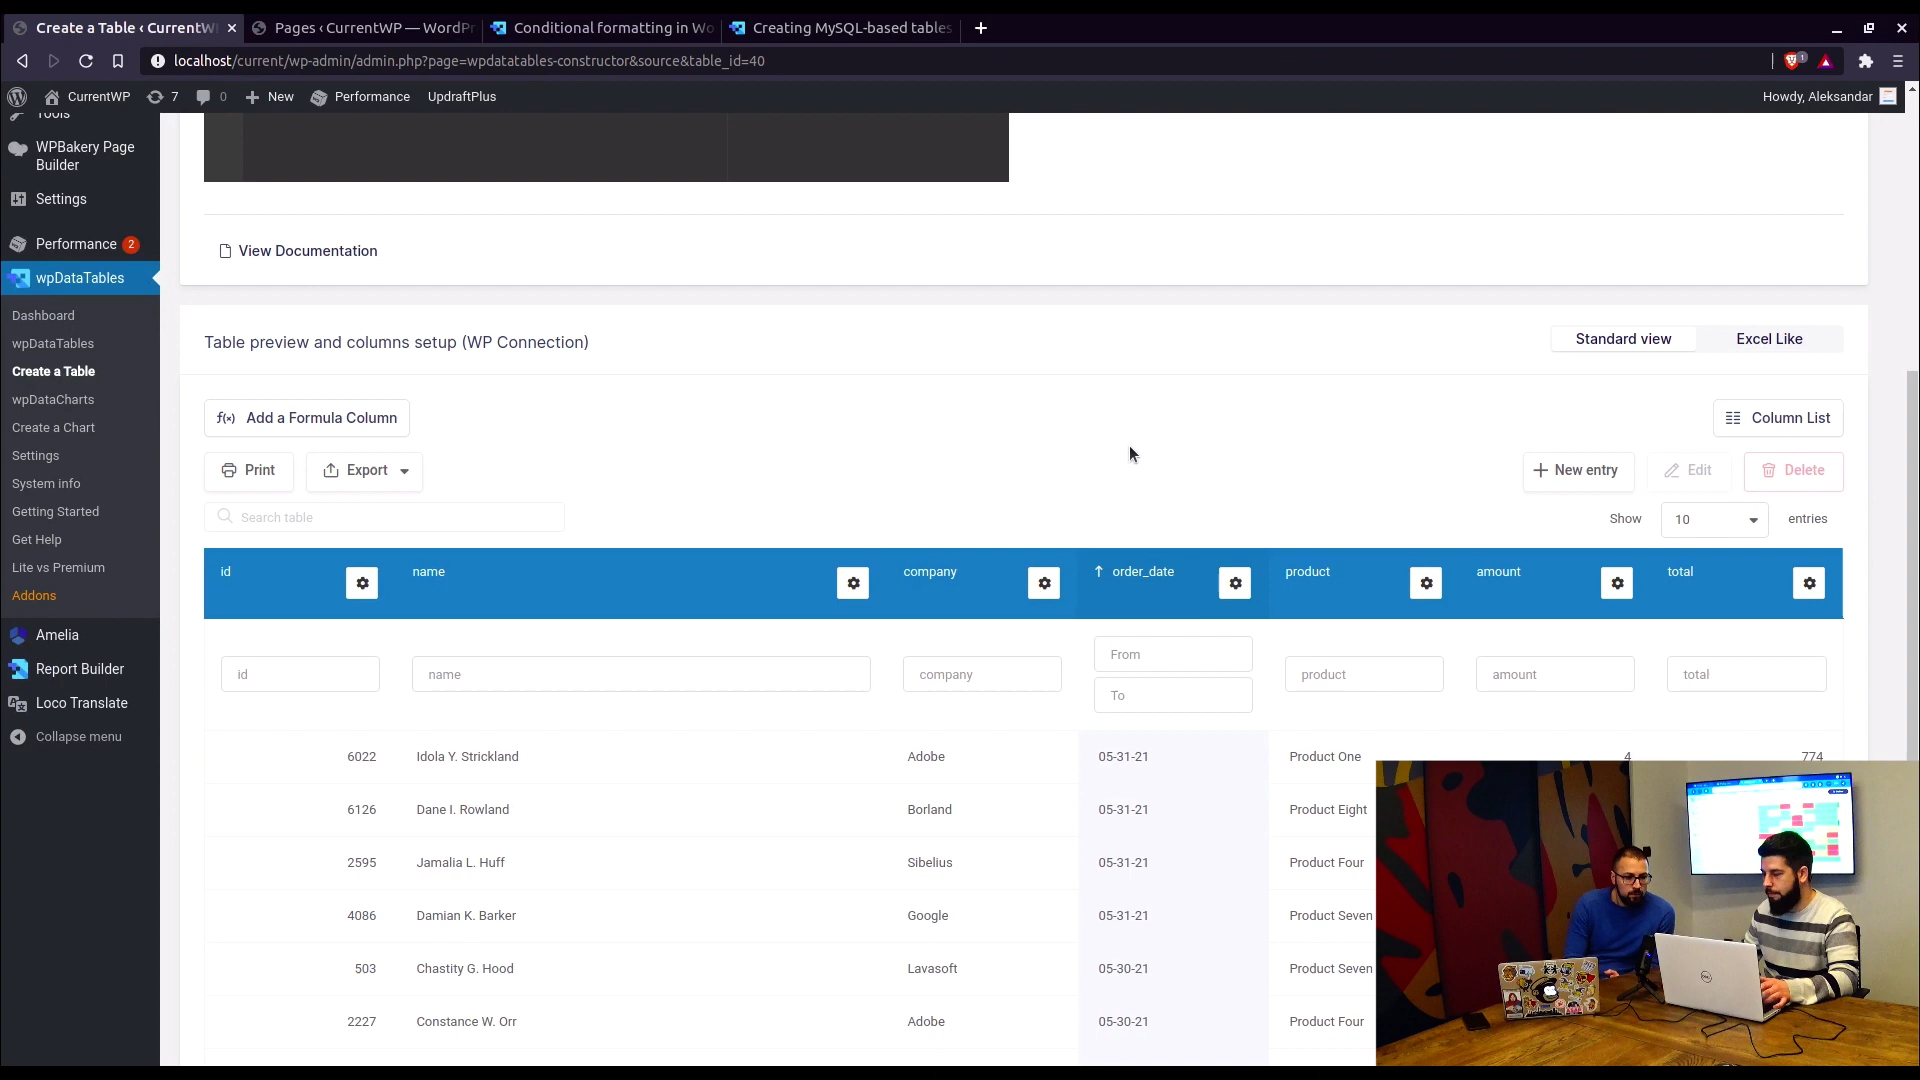 Create a Table ‹ CurrentW
Pages ‹ CurrentWP — WordPr
Conditional formatting in Wo
Creating MySQL-based tables
localhost/current/wp-admin/admin.php?page=wpdatatables-constructor&source&table_id=40
1
CurrentWP
7
0
New
Performance
UpdraftPlus
Howdy, Aleksandar
Tools
WPBakery Page
Builder
Settings
Performance 2
wpDataTables
Dashboard
wpDataTables
Create a Table
wpDataCharts
Create a Chart
Settings
System info
Getting Started
Get Help
Lite vs Premium
Addons
Amelia
Report Builder
Loco Translate
Collapse menu
View Documentation
Table preview and columns setup (WP Connection)
Standard view
Excel Like
f(x) Add a Formula Column
Column List
Print
Export
New entry
Edit
Delete
Search table
Show 10 entries
id name company order_date product amount total
id name company From To product amount total
6022 Idola Y. Strickland Adobe 05-31-21 Product One 4 774
6126 Dane I. Rowland Borland 05-31-21 Product Eight
2595 Jamalia L. Huff Sibelius 05-31-21 Product Four
4086 Damian K. Barker Google 05-31-21 Product Seven
503 Chastity G. Hood Lavasoft 05-30-21 Product Seven
2227 Constance W. Orr Adobe 05-30-21 Product Four
DELL